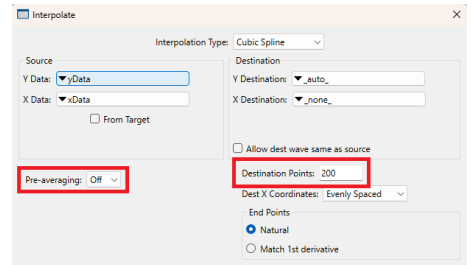 Interpolate
Interpolation Type: Cubic Spline
Source
Y Data: yData
X Data: xData
From Target
Destination
Y Destination: _auto_
X Destination: _none_
Allow dest wave same as source
Pre-averaging: Off
Destination Points: 200
Dest X Coordinates: Evenly Spaced
End Points
Natural
Match 1st derivative